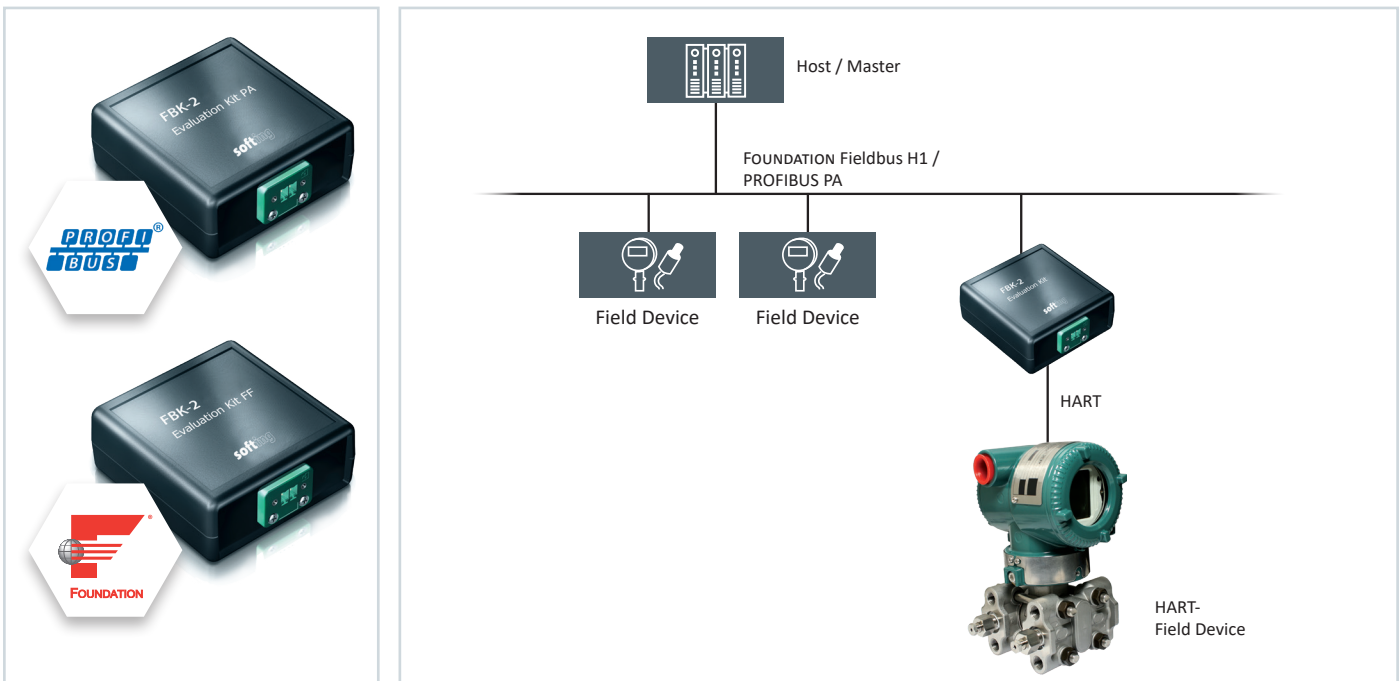 FBK-2
Evaluation Kit PA
softing
PROFI
BUS
®
FBK-2
Evaluation Kit FF
softing
FOUNDATION
Host / Master
FOUNDATION Fieldbus H1 /
PROFIBUS PA
Field Device
Field Device
FBK-2
Evaluation Kit
softing
HART
HART-
Field Device